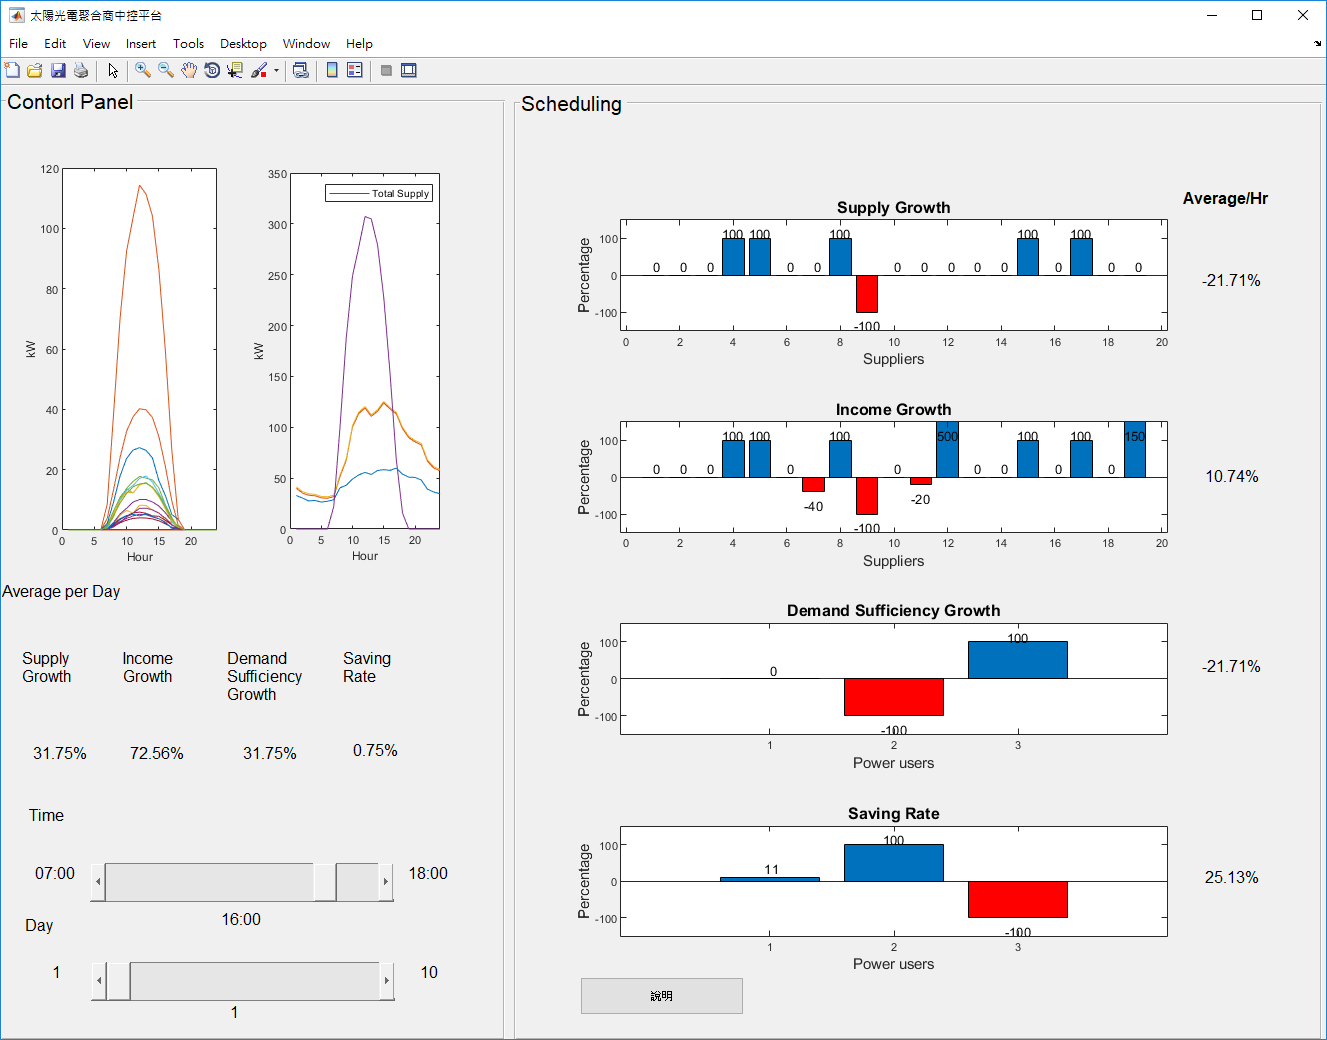 太陽光電聚合商中控平台
File Edit View Insert Tools Desktop Window Help
Contorl Panel
120
100
80
60
40
20
0
kW
0 5 10 15 20
Hour
350
300
250
200
150
100
50
0
kW
Total Supply
0 5 10 15 20
Hour
Average per Day
Supply Growth
Income Growth
Demand Sufficiency Growth
Saving Rate
31.75% 72.56% 31.75% 0.75%
Time
07:00 18:00
16:00
Day
1 10
1
Scheduling
Average/Hr
Supply Growth
Percentage
100
0
-100
0 0 0 100 100 0 0 100 -100 0 0 0 0 0 100 0 100 0 0
0 2 4 6 8 10 12 14 16 18 20
Suppliers
-21.71%
Income Growth
Percentage
100
0
-100
0 0 0 100 100 0 -40 100 -100 0 -20 500 0 0 100 0 100 0 150
0 2 4 6 8 10 12 14 16 18 20
Suppliers
10.74%
Demand Sufficiency Growth
Percentage
100
0
-100
0 -100 100
1 2 3
Power users
-21.71%
Saving Rate
Percentage
100
0
-100
11 100 -100
1 2 3
Power users
25.13%
說明